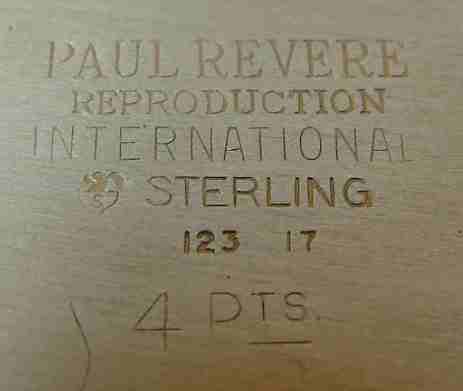 PAUL REVERE
REPRODUCTION
INTERNATIONAL
STERLING
123 17
4 PTS.